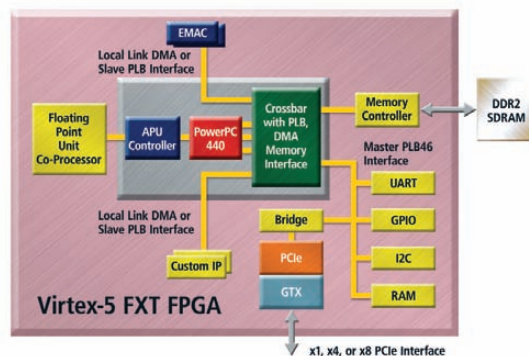 EMAC
Local Link DMA or
Slave PLB Interface
Floating
Point
Unit
Co-Processor
APU
Controller
PowerPC
440
Crossbar
with PLB,
DMA
Memory
Interface
Memory
Controller
DDR2
SDRAM
Master PLB46
Interface
UART
GPIO
I2C
RAM
Local Link DMA or
Slave PLB Interface
Custom IP
Bridge
PCIe
GTX
Virtex-5 FXT FPGA
x1, x4, or x8 PCIe Interface